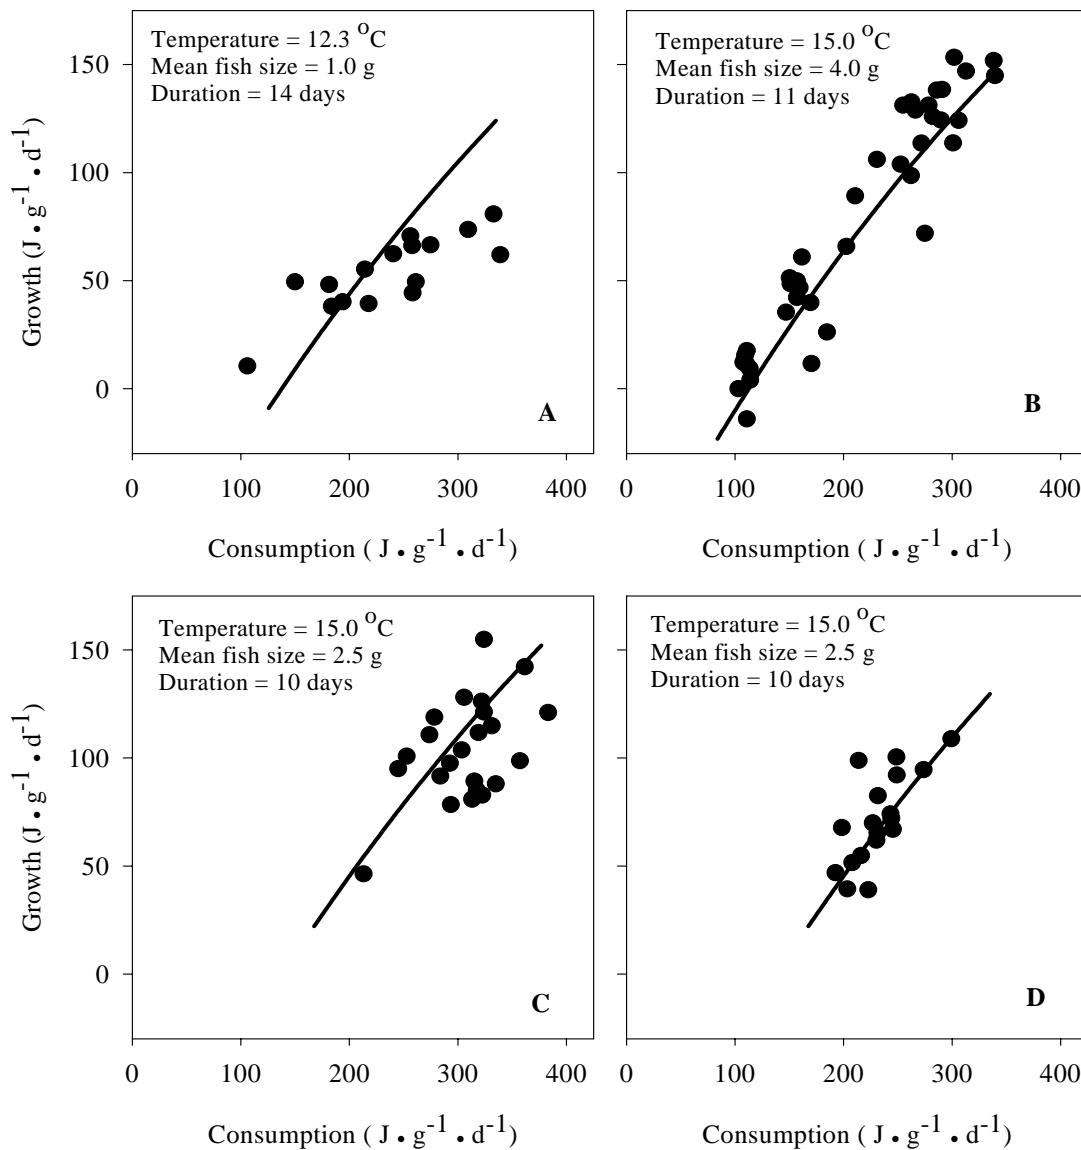 Temperature = 12.3 °C
Mean fish size = 1.0 g
Duration = 14 days
150
100
50
0
Growth (J • g⁻¹ • d⁻¹)
A
0 100 200 300 400
Consumption ( J • g⁻¹ • d⁻¹)
Temperature = 15.0 °C
Mean fish size = 4.0 g
Duration = 11 days
B
0 100 200 300 400
Consumption ( J • g⁻¹ • d⁻¹)
Temperature = 15.0 °C
Mean fish size = 2.5 g
Duration = 10 days
150
100
50
0
Growth (J • g⁻¹ • d⁻¹)
C
0 100 200 300 400
Consumption ( J • g⁻¹ • d⁻¹)
Temperature = 15.0 °C
Mean fish size = 2.5 g
Duration = 10 days
D
0 100 200 300 400
Consumption ( J • g⁻¹ • d⁻¹)